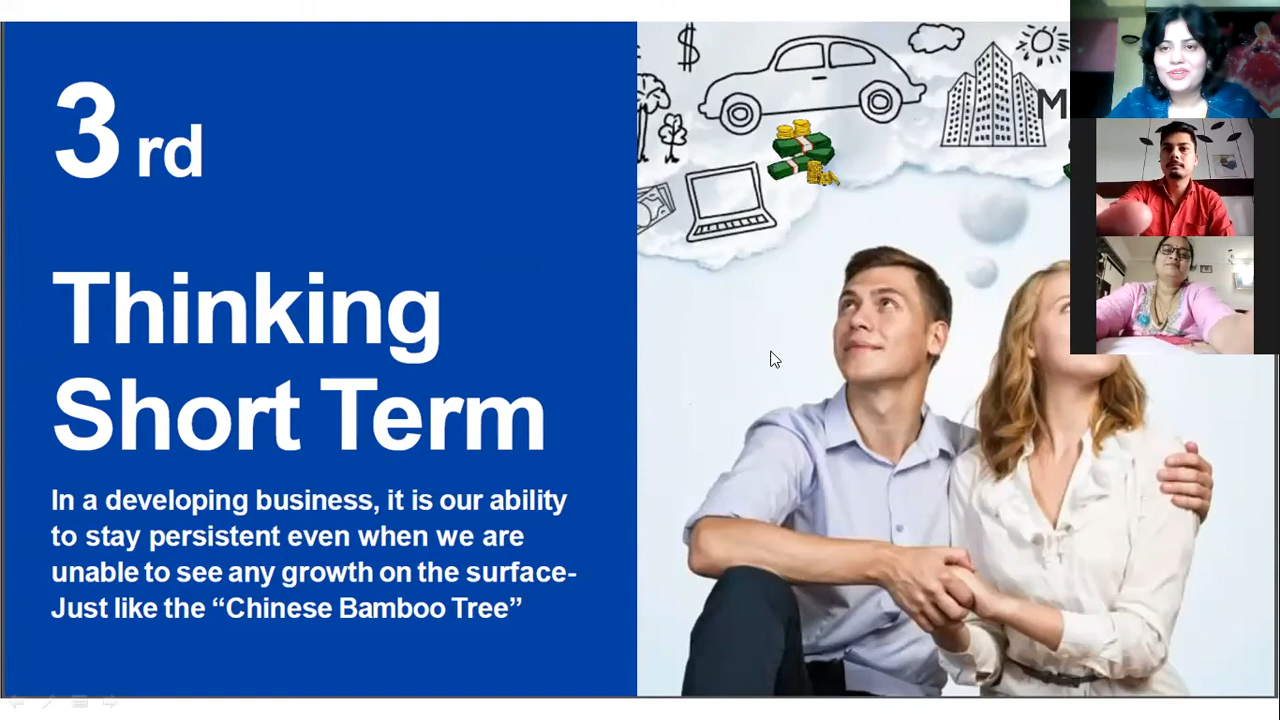 3 rd
Thinking
Short Term
In a developing business, it is our ability
to stay persistent even when we are
unable to see any growth on the surface-
Just like the “Chinese Bamboo Tree”
$
M